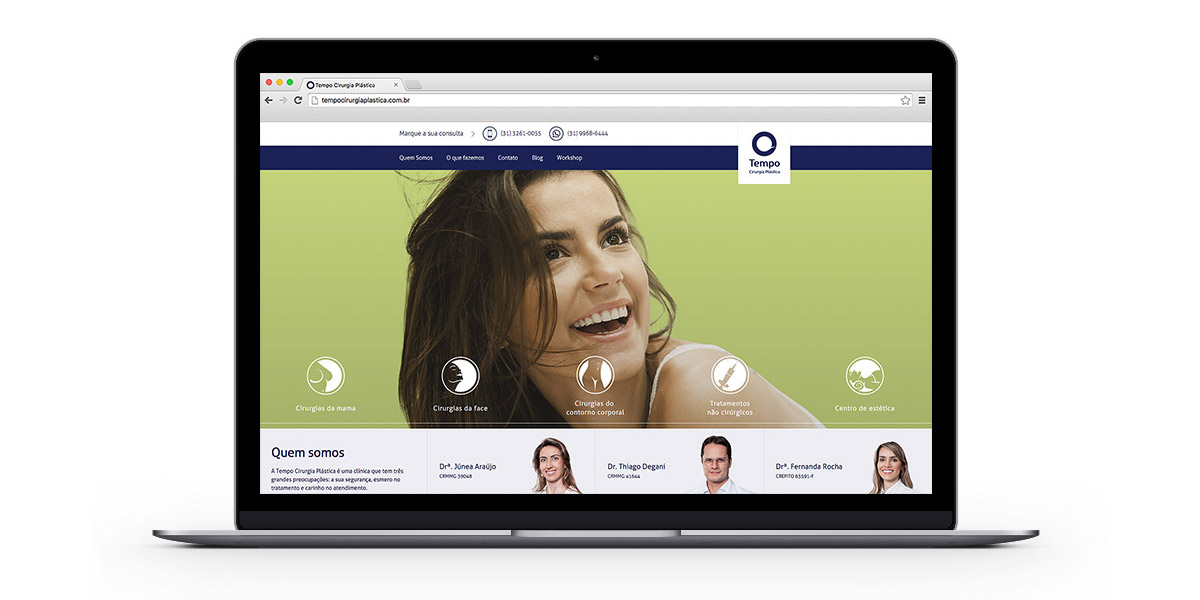 Tempo Cirurgia Plástica
tempocirurgiaplastica.com.br
Marque a sua consulta > (31) 3261-0055 (31) 9968-6444
Quem Somos O que fazemos Contato Blog Workshop
Tempo
Cirurgia Plástica
Cirurgias da mama
Cirurgias da face
Cirurgias do
contorno corporal
Tratamentos
não cirúrgicos
Centro de estética
Quem somos
A Tempo Cirurgia Plástica é uma clínica que tem três
grandes preocupações: a sua segurança, esmero no
tratamento e carinho no atendimento.
Drª. Júnea Araújo
CRMMG 39048
Dr. Thiago Degani
CRMMG 41644
Drª. Fernanda Rocha
CREFITO 63591-F